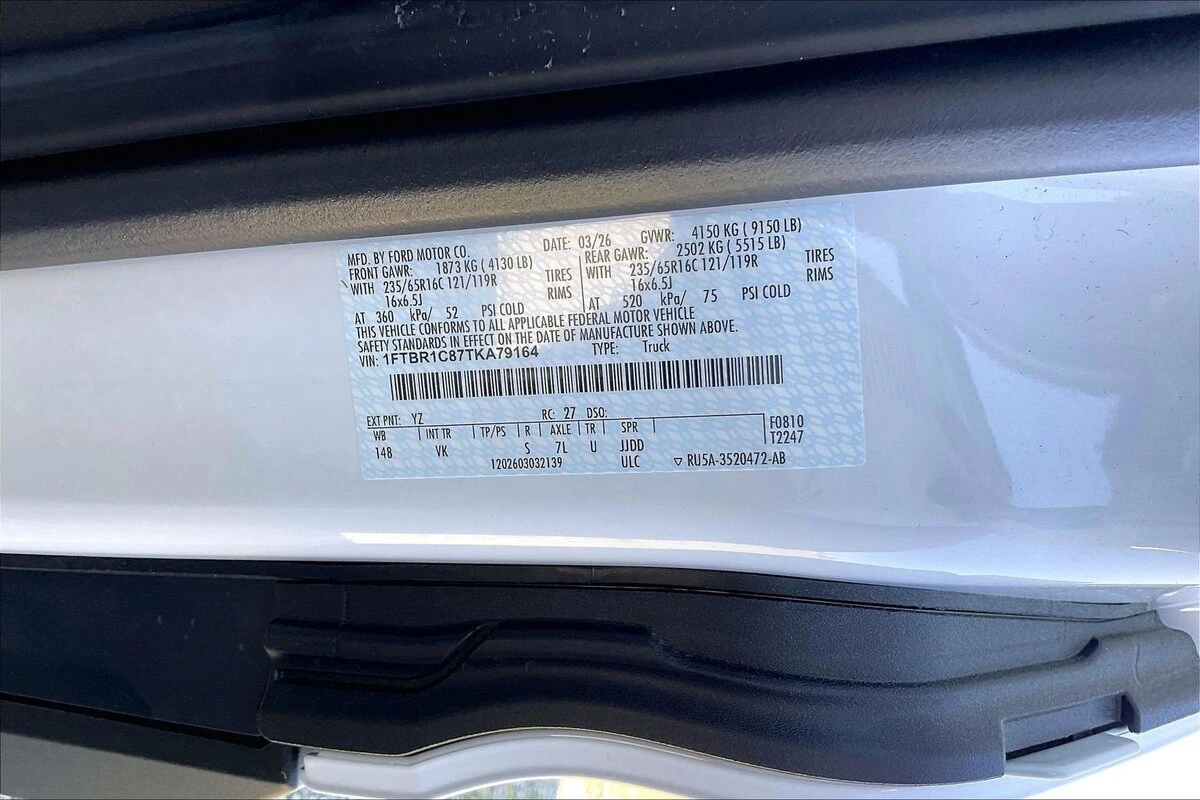 MFD. BY FORD MOTOR CO. DATE: 03/26 GVWR: 4150 KG ( 9150 LB)
FRONT GAWR: 1873 KG ( 4130 LB) REAR GAWR: 2502 KG ( 5515 LB)
WITH 235/65R16C 121/119R TIRES WITH 235/65R16C 121/119R TIRES
16x6.5J RIMS 16x6.5J RIMS
AT 360 kPa/ 52 PSI COLD AT 520 kPa/ 75 PSI COLD
THIS VEHICLE CONFORMS TO ALL APPLICABLE FEDERAL MOTOR VEHICLE
SAFETY STANDARDS IN EFFECT ON THE DATE OF MANUFACTURE SHOWN ABOVE.
VIN: 1FTBR1C87TKA79164 TYPE: Truck
EXT PNT: YZ RC: 27 DSO:
WB INT TR TP/PS R AXLE TR SPR F0810
148 VK S 7L U JJDD T2247
1202603032139 ULC ▽ RU5A-3520472-AB